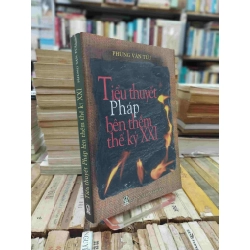 PHÙNG VĂN TỬU
Tiểu thuyết
Pháp
bên thềm
thế kỷ XXI
Tiểu thuyết Pháp bên thềm thế kỷ XXI